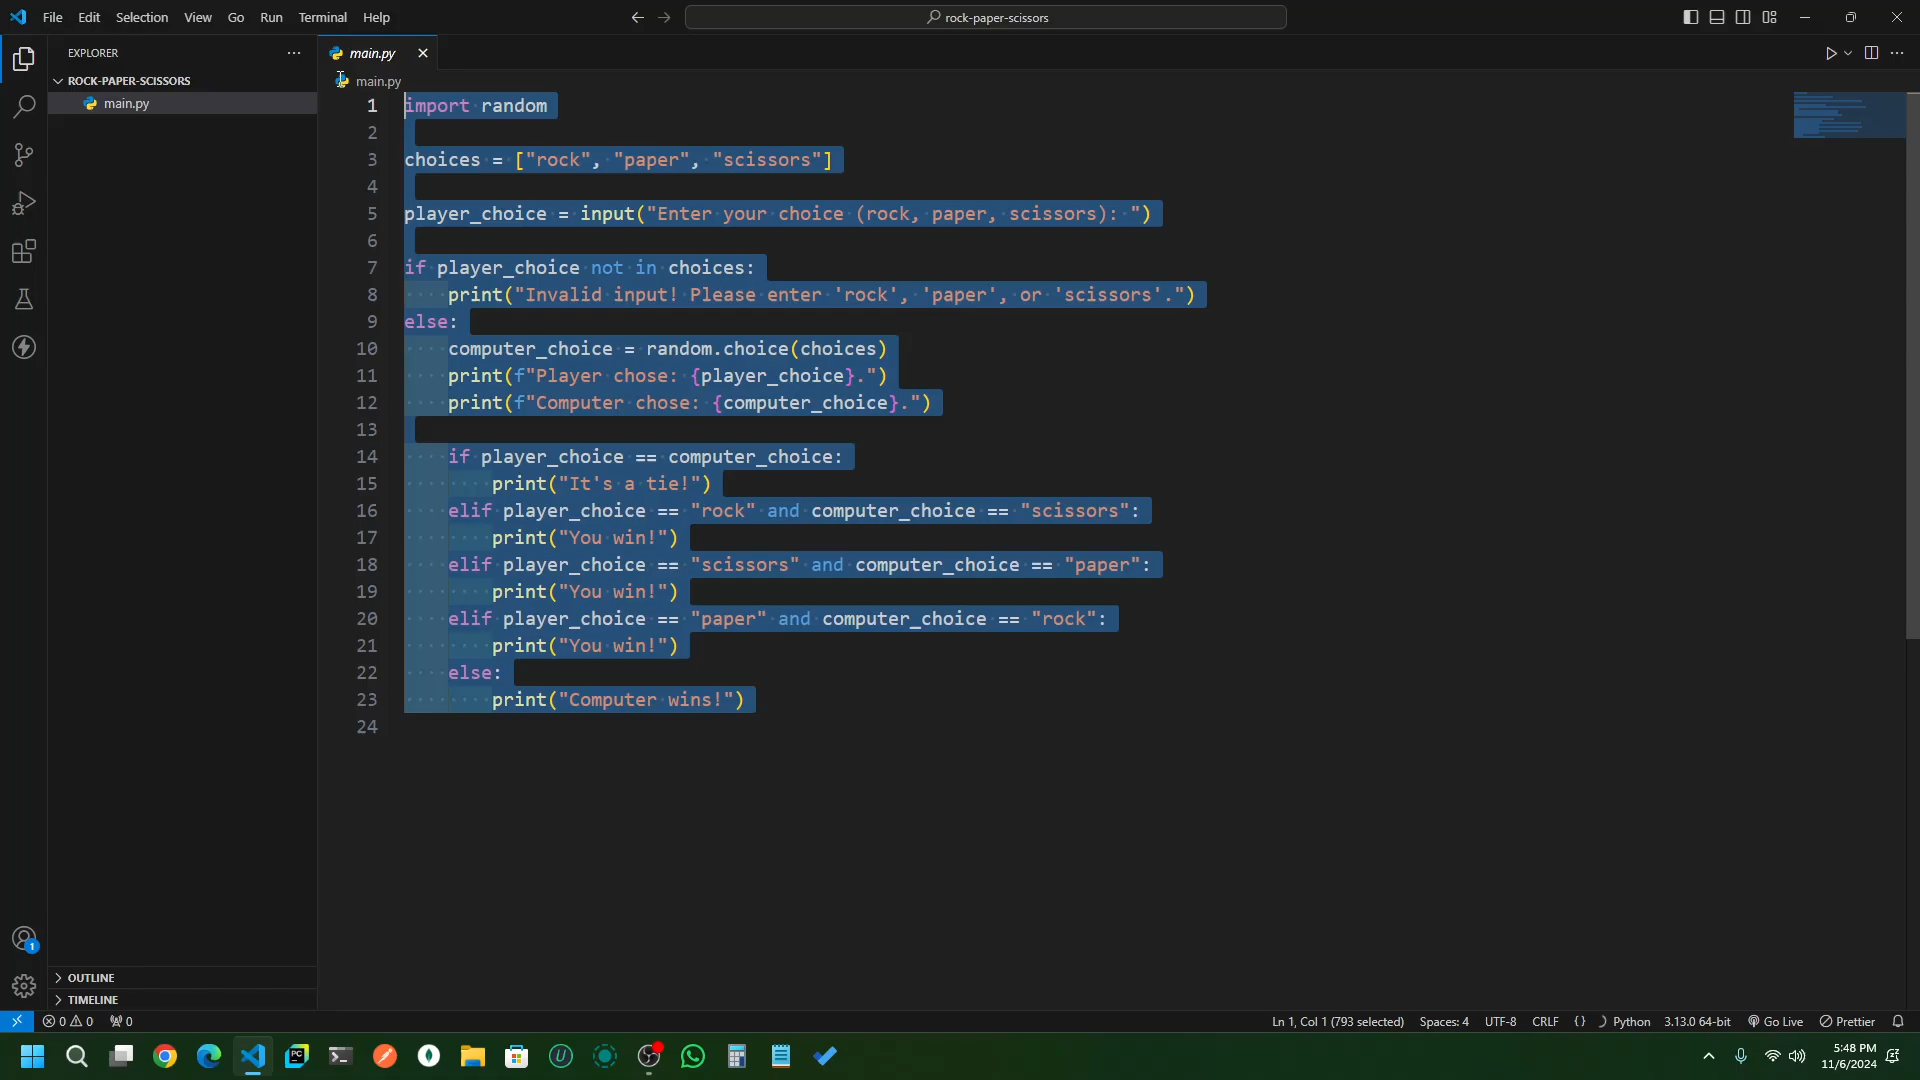 File Edit Selection View Go Run Terminal Help
rock-paper-scissors
EXPLORER
ROCK-PAPER-SCISSORS
main.py
main.py
main.py
1 import random
2
3 choices = ["rock", "paper", "scissors"]
4
5 player_choice = input("Enter your choice (rock, paper, scissors): ")
6
7 if player_choice not in choices:
8     print("Invalid input! Please enter 'rock', 'paper', or 'scissors'.")
9 else:
10     computer_choice = random.choice(choices)
11     print(f"Player chose: {player_choice}.")
12     print(f"Computer chose: {computer_choice}.")
13
14     if player_choice == computer_choice:
15         print("It's a tie!")
16     elif player_choice == "rock" and computer_choice == "scissors":
17         print("You win!")
18     elif player_choice == "scissors" and computer_choice == "paper":
19         print("You win!")
20     elif player_choice == "paper" and computer_choice == "rock":
21         print("You win!")
22     else:
23         print("Computer wins!")
24
1
OUTLINE
TIMELINE
0 0 0 Ln 1, Col 1 (793 selected) Spaces: 4 UTF-8 CRLF {} Python 3.13.0 64-bit Go Live Prettier
PC U
5:48 PM
11/6/2024